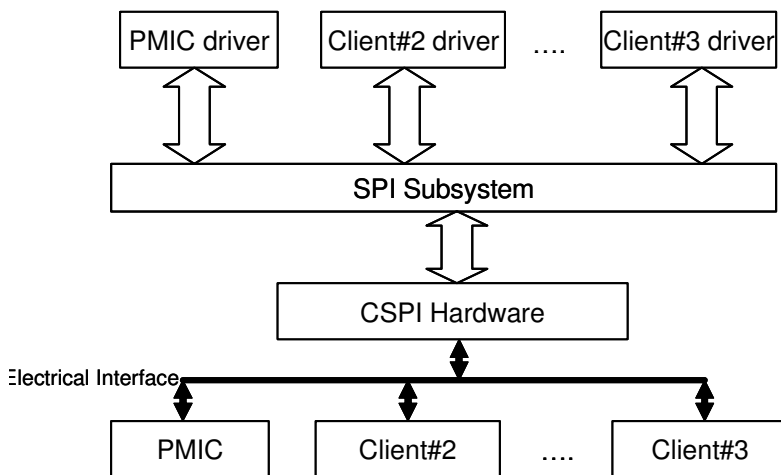 PMIC driver
Client#2 driver
....
Client#3 driver
SPI Subsystem
CSPI Hardware
Electrical Interface
PMIC
Client#2
....
Client#3